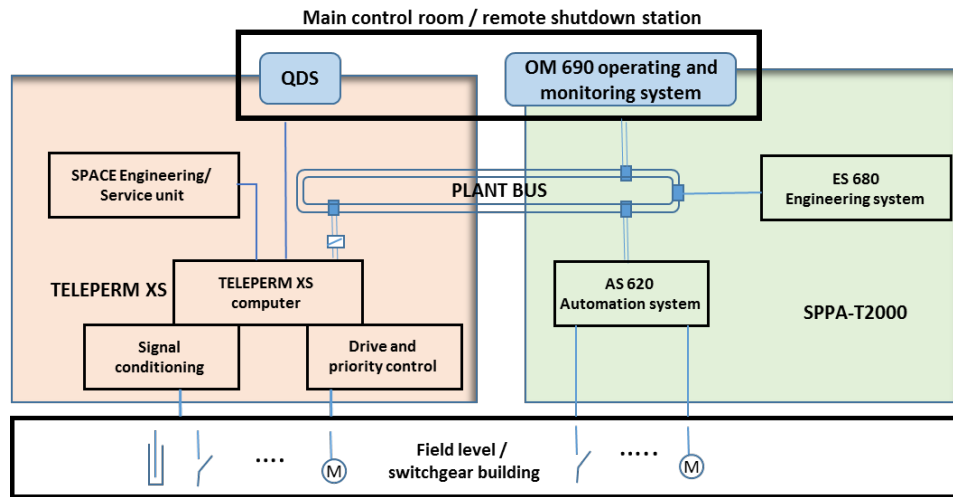 Main control room / remote shutdown station
QDS
OM 690 operating and
monitoring system
SPACE Engineering/
Service unit
PLANT BUS
ES 680
Engineering system
TELEPERM XS
TELEPERM XS
computer
AS 620
Automation system
SPPA-T2000
Signal
conditioning
Drive and
priority control
Field level /
switchgear building
....
M
.....
M